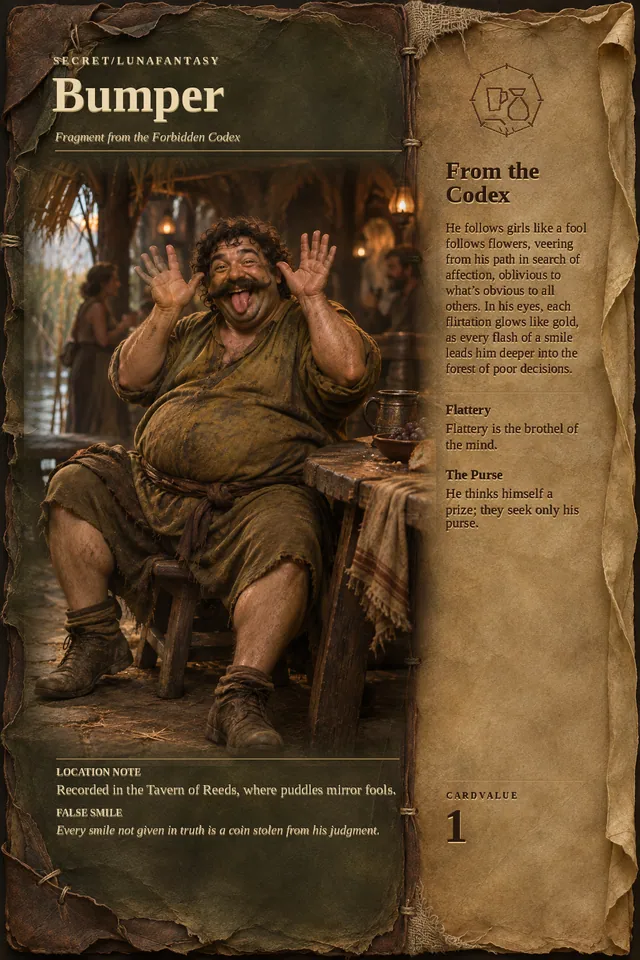 SECRET/LUNAFANTASY
Bumper
Fragment from the Forbidden Codex
LOCATION NOTE
Recorded in the Tavern of Reeds, where puddles mirror fools.
FALSE SMILE
Every smile not given in truth is a coin stolen from his judgment.
From the
Codex
He follows girls like a fool
follows flowers, veering
from his path in search of
affection, oblivious to
what's obvious to all
others. In his eyes, each
flirtation glows like gold,
as every flash of a smile
leads him deeper into the
forest of poor decisions.
Flattery
Flattery is the brothel of
the mind.
The Purse
He thinks himself a
prize; they seek only his
purse.
CARDVALUE
1